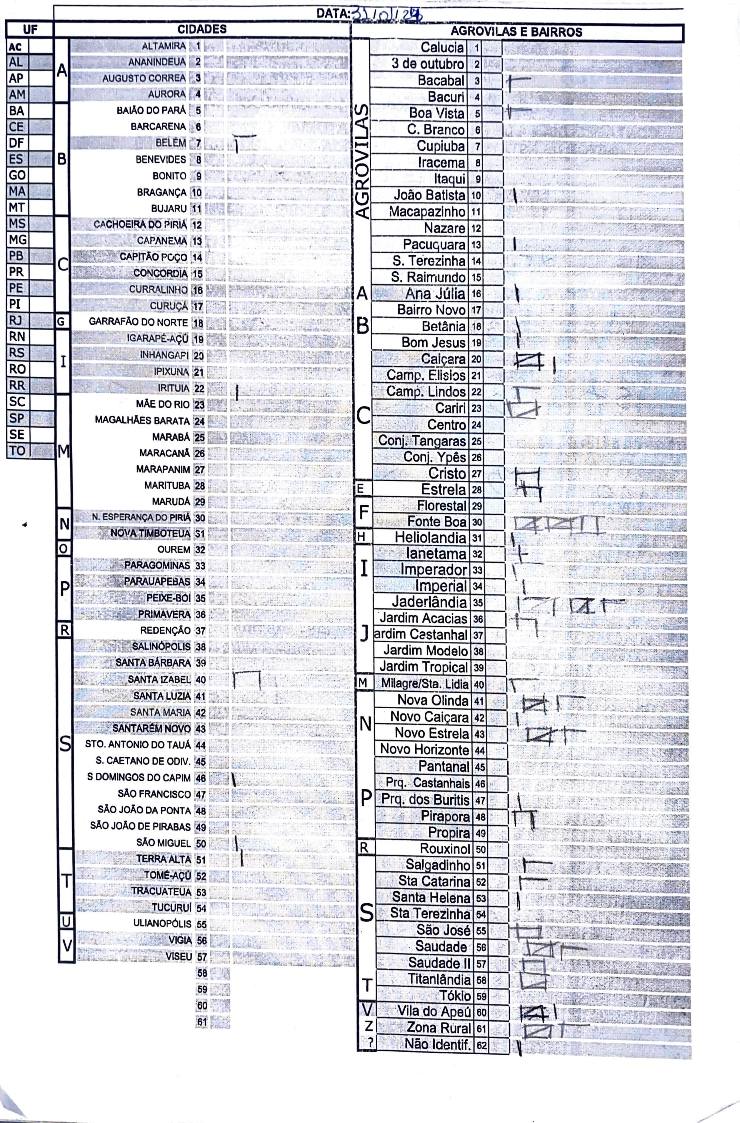 DATA: 31/01/24
UF CIDADES AGROVILAS E BAIRROS
AC
AL
AP
AM
BA
CE
DF
ES
GO
MA
MT
MS
MG
PB
PR
PE
PI
RJ
RN
RS
RO
RR
SC
SP
SE
TO
A
ALTAMIRA 1
ANANINDEUA 2
AUGUSTO CORREA 3
AURORA 4
B
BAIÃO DO PARÁ 5
BARCARENA 6
BELÉM 7
BENEVIDES 8
BONITO 9
BRAGANÇA 10
BUJARU 11
C
CACHOEIRA DO PIRIÁ 12
CAPANEMA 13
CAPITÃO POÇO 14
CONCORDIA 15
CURRALINHO 16
CURUÇÁ 17
G
GARRAFÃO DO NORTE 18
I
IGARAPÉ-AÇÚ 19
INHANGAPI 20
IPIXUNA 21
IRITUIA 22
M
MÃE DO RIO 23
MAGALHÃES BARATA 24
MARABÁ 25
MARACANÃ 26
MARAPANIM 27
MARITUBA 28
MARUDÁ 29
N
N. ESPERANÇA DO PIRIÁ 30
NOVA TIMBOTEUA 31
O
OUREM 32
P
PARAGOMINAS 33
PARAUAPEBAS 34
PEIXE-BOI 35
PRIMAVERA 36
R
REDENÇÃO 37
S
SALINÓPOLIS 38
SANTA BÁRBARA 39
SANTA IZABEL 40
SANTA LUZIA 41
SANTA MARIA 42
SANTARÉM NOVO 43
STO. ANTONIO DO TAUÁ 44
S. CAETANO DE ODIV. 45
S DOMINGOS DO CAPIM 46
SÃO FRANCISCO 47
SÃO JOÃO DA PONTA 48
SÃO JOÃO DE PIRABAS 49
SÃO MIGUEL 50
T
TERRA ALTA 51
TOMÉ-AÇÚ 52
TRACUATEUA 53
TUCURUÍ 54
U
ULIANÓPOLIS 55
V
VIGIA 56
VISEU 57
58
59
60
61
AGROVILAS
Calucia 1
3 de outubro 2
Bacabal 3
Bacuri 4
Boa Vista 5
C. Branco 6
Cupiuba 7
Iracema 8
Itaqui 9
João Batista 10
Macapazinho 11
Nazare 12
Pacuquara 13
S. Terezinha 14
S. Raimundo 15
A
Ana Júlia 16
B
Bairro Novo 17
Betânia 18
Bom Jesus 19
C
Caiçara 20
Camp. Elisios 21
Camp. Lindos 22
Cariri 23
Centro 24
Conj. Tangaras 25
Conj. Ypês 26
Cristo 27
E
Estrela 28
F
Florestal 29
Fonte Boa 30
H
Heliolandia 31
I
Ianetama 32
Imperador 33
Imperial 34
J
Jaderlândia 35
Jardim Acacias 36
ardim Castanhal 37
Jardim Modelo 38
Jardim Tropical 39
M
Milagre/Sta. Lidia 40
N
Nova Olinda 41
Novo Caiçara 42
Novo Estrela 43
Novo Horizonte 44
P
Pantanal 45
Prq. Castanhais 46
Prq. dos Buritis 47
Pirapora 48
Propira 49
R
Rouxinol 50
S
Salgadinho 51
Sta Catarina 52
Santa Helena 53
Sta Terezinha 54
São José 55
Saudade 56
Saudade II 57
T
Titanlândia 58
Tókio 59
V
Vila do Apeú 60
Z
Zona Rural 61
?
Não Identif. 62